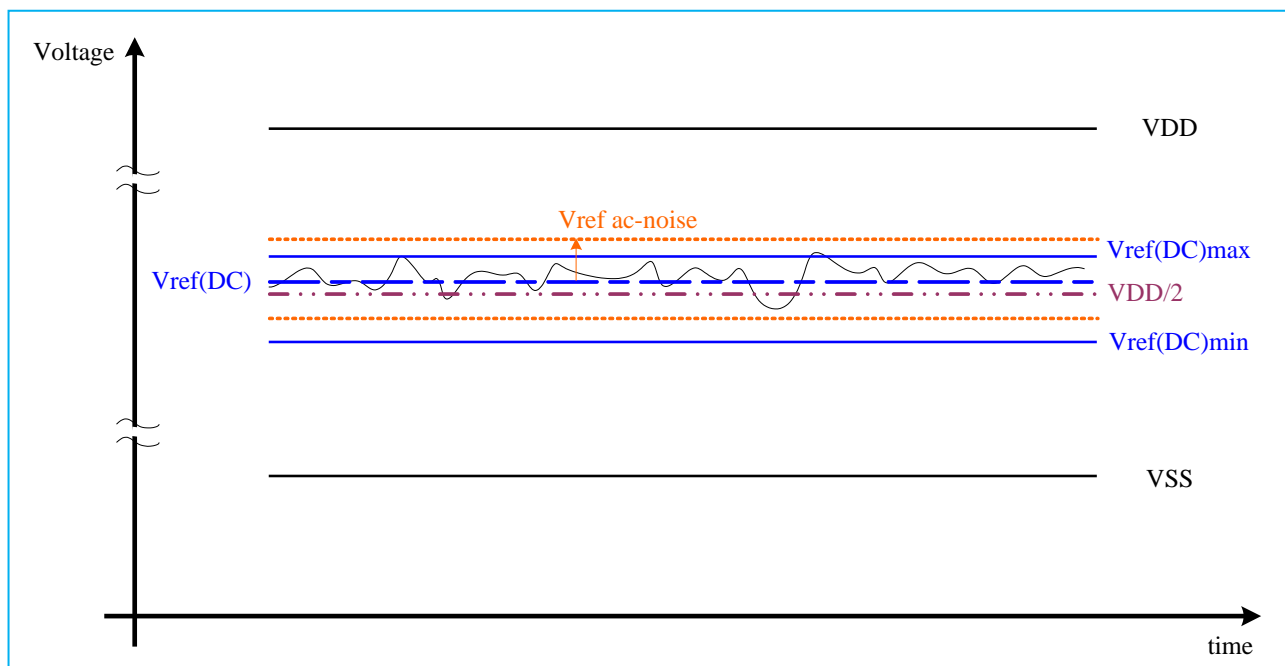 Voltage
VDD
Vref ac-noise
Vref(DC)max
Vref(DC)
VDD/2
Vref(DC)min
VSS
time